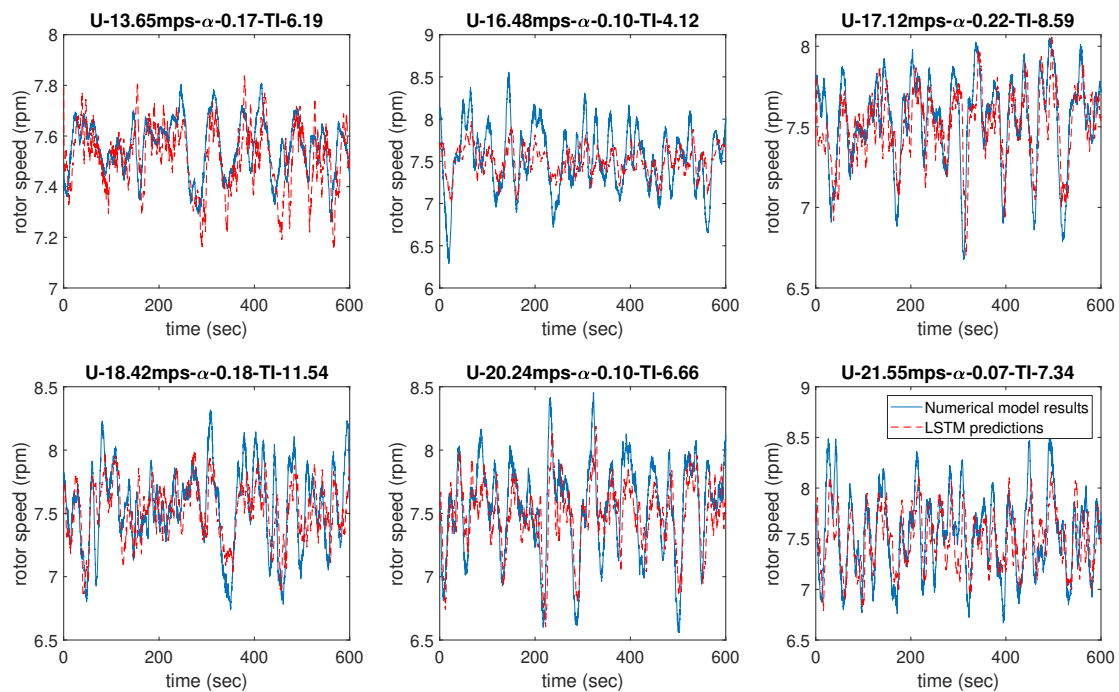 U-13.65mps-α-0.17-TI-6.19
8
7.8
7.6
7.4
7.2
7
rotor speed (rpm)
0
200
400
600
time (sec)
U-16.48mps-α-0.10-TI-4.12
9
8.5
8
7.5
7
6.5
6
rotor speed (rpm)
0
200
400
600
time (sec)
U-17.12mps-α-0.22-TI-8.59
8
7.5
7
6.5
rotor speed (rpm)
0
200
400
600
time (sec)
U-18.42mps-α-0.18-TI-11.54
8.5
8
7.5
7
6.5
rotor speed (rpm)
0
200
400
600
time (sec)
U-20.24mps-α-0.10-TI-6.66
8.5
8
7.5
7
6.5
rotor speed (rpm)
0
200
400
600
time (sec)
U-21.55mps-α-0.07-TI-7.34
Numerical model results
LSTM predictions
9
8.5
8
7.5
7
6.5
rotor speed (rpm)
0
200
400
600
time (sec)